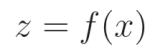 z = f(x)